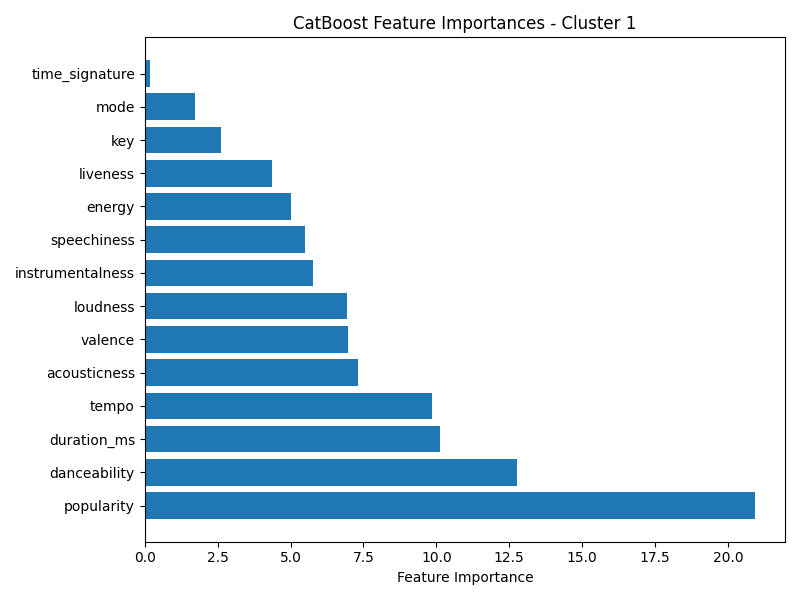 CatBoost Feature Importances - Cluster 1
time_signature
mode
key
liveness
energy
speechiness
instrumentalness
loudness
valence
acousticness
tempo
duration_ms
danceability
popularity
0.0 2.5 5.0 7.5 10.0 12.5 15.0 17.5 20.0
Feature Importance